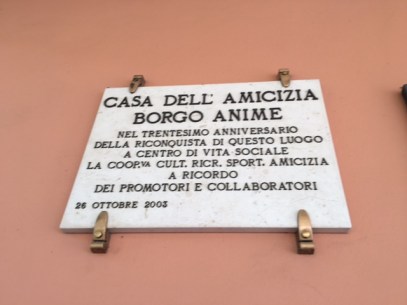 CASA DELL' AMICIZIA
BORGO ANIME
NEL TRENTESIMO ANNIVERSARIO
DELLA RICONQUISTA DI QUESTO LUOGO
A CENTRO DI VITA SOCIALE
LA COOP.VA CULT. RICR. SPORT. AMICIZIA
A RICORDO
DEI PROMOTORI E COLLABORATORI
26 OTTOBRE 2003